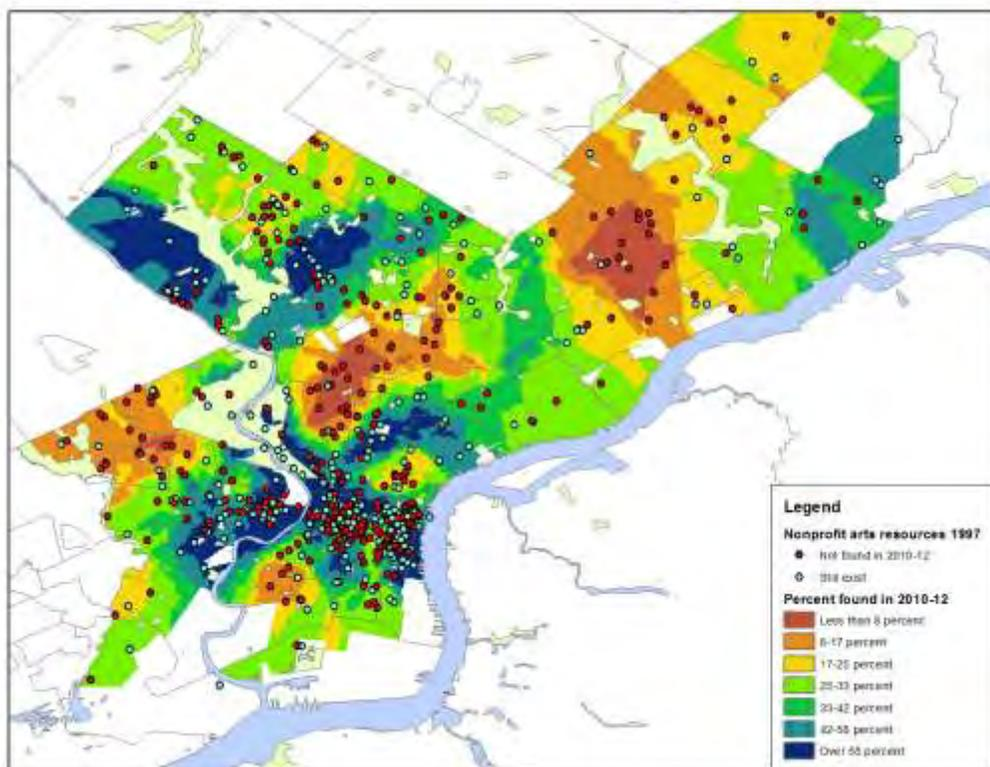 Legend
Nonprofit arts resources 1997
Not found in 2010-12
Still exist
Percent found in 2010-12
Less than 8 percent
8-17 percent
17-25 percent
25-33 percent
33-42 percent
42-55 percent
Over 55 percent